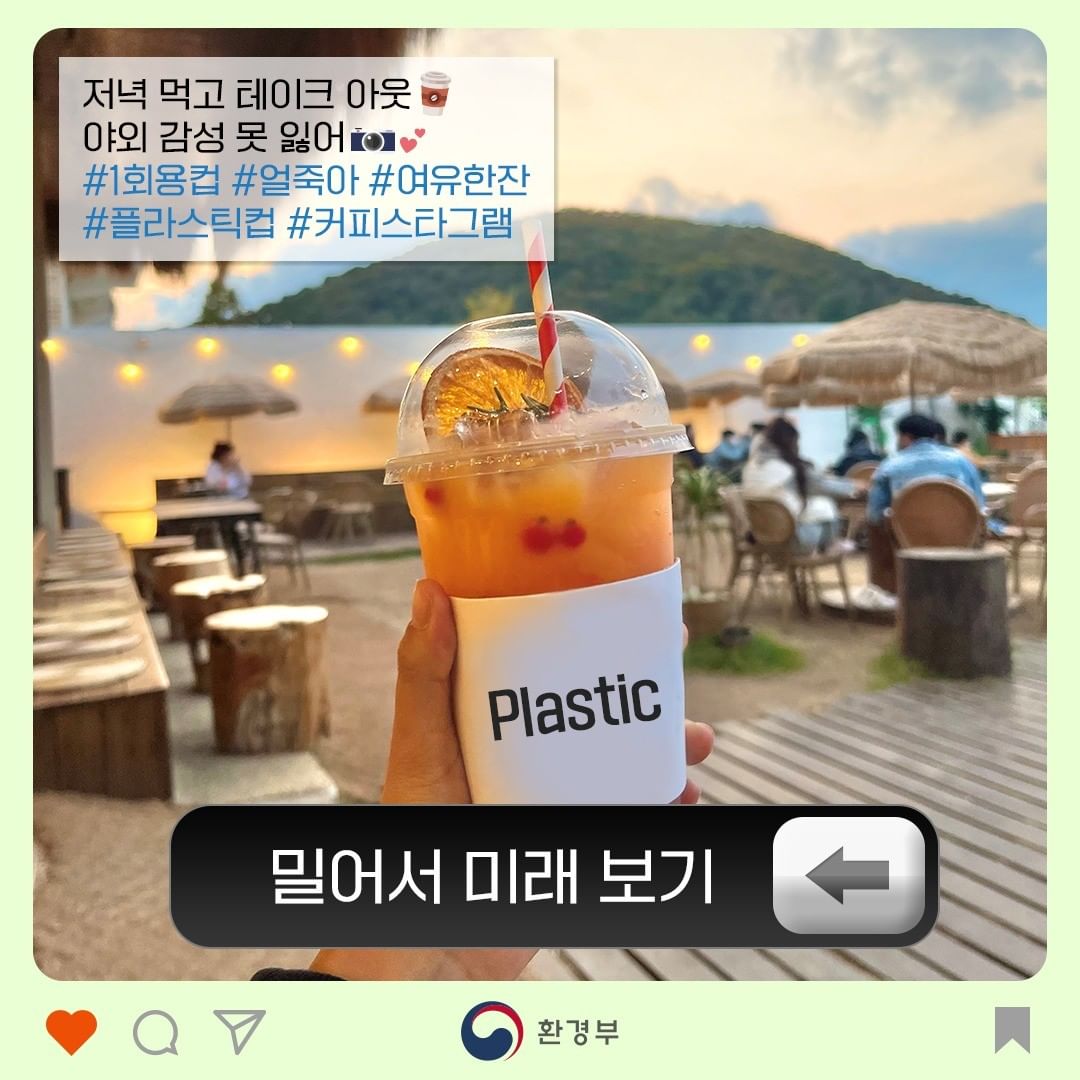 저녁 먹고 테이크 아웃
야외 감성 못 잃어
#1회용컵 #얼죽아 #여유한잔
#플라스틱컵 #커피스타그램
Plastic
밀어서 미래 보기
환경부